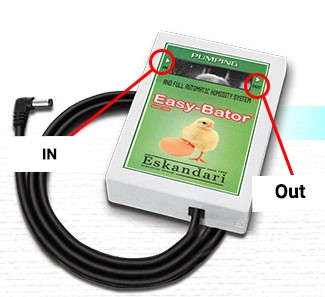 PUMPING
IN
OUT
AND FULL AUTOMATIC HUMIDITY SYSTEM
Easy-Bator
IN
Out
Eskandari